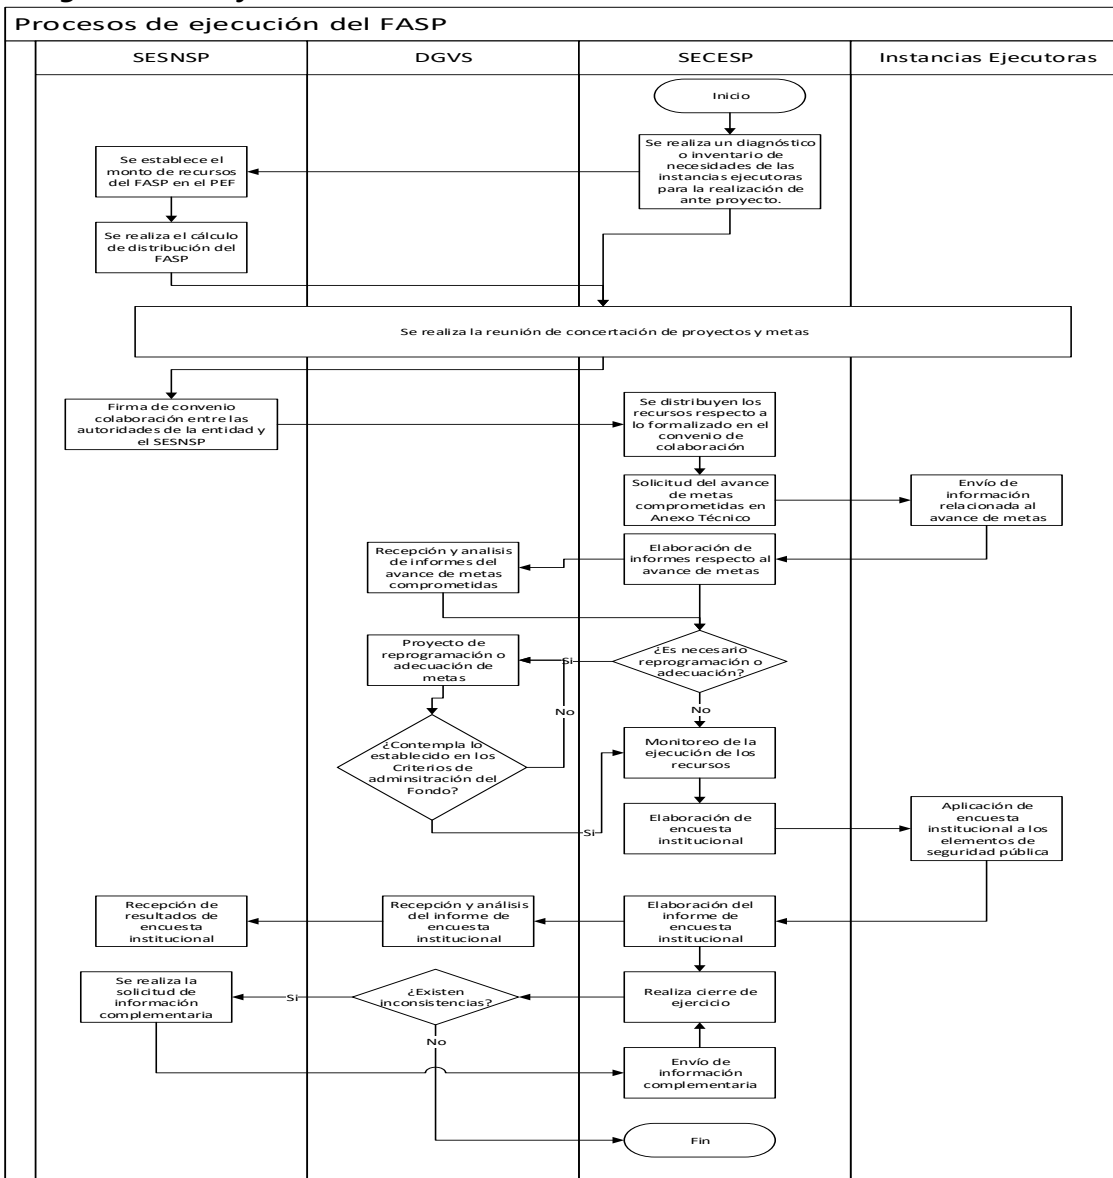 Procesos de ejecución del FASP
SESNSP
DGVS
SECESP
Instancias Ejecutoras
Inicio
Se realiza un diagnóstico
o inventario de
necesidades de las
instancias ejecutoras
para la realización de
ante proyecto.
Se establece el
monto de recursos
del FASP en el PEF
Se realiza el cálculo
de distribución del
FASP
Se realiza la reunión de concertación de proyectos y metas
Firma de convenio
colaboración entre las
autoridades de la entidad y
el SESNSP
Se distribuyen los
recursos respecto a
lo formalizado en el
convenio de
colaboración
Solicitud del avance
de metas
comprometidas en
Anexo Técnico
Envío de
información
relacionada al
avance de metas
Elaboración de
informes respecto al
avance de metas
Recepción y analisis
de informes del
avance de metas
comprometidas
¿Es necesario
reprogramación o
adecuación?
Si
No
Proyecto de
reprogramación o
adecuación de
metas
No
¿Contempla lo
establecido en los
Criterios de
adminsitración del
Fondo?
Si
Monitoreo de la
ejecución de los
recursos
Elaboración de
encuesta
institucional
Aplicación de
encuesta
institucional a los
elementos de
seguridad pública
Elaboración del
informe de
encuesta
institucional
Recepción y análisis
del informe de
encuesta
institucional
Recepción de
resultados de
encuesta
institucional
Realiza cierre de
ejercicio
¿Existen
inconsistencias?
Si
No
Se realiza la
solicitud de
información
complementaria
Envío de
información
complementaria
Fin